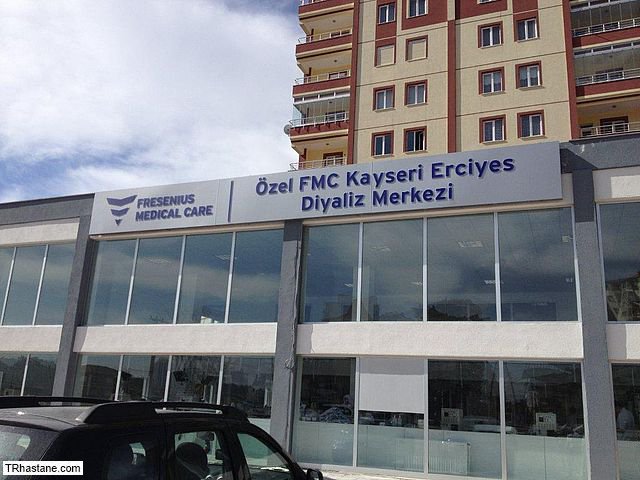 FRESENIUS
MEDICAL CARE
Özel FMC Kayseri Erciyes
Diyaliz Merkezi
TRhastane.com